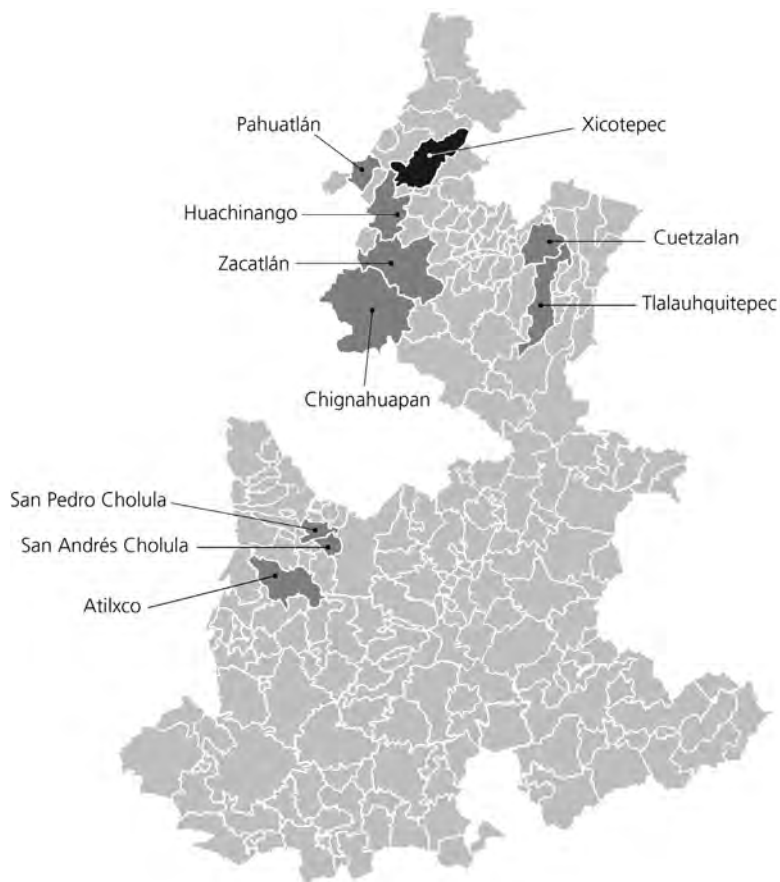 Pahuatlán
Xicotepec
Huachinango
Cuetzalan
Zacatlán
Tlalauhquitepec
Chignahuapan
San Pedro Cholula
San Andrés Cholula
Atilxco